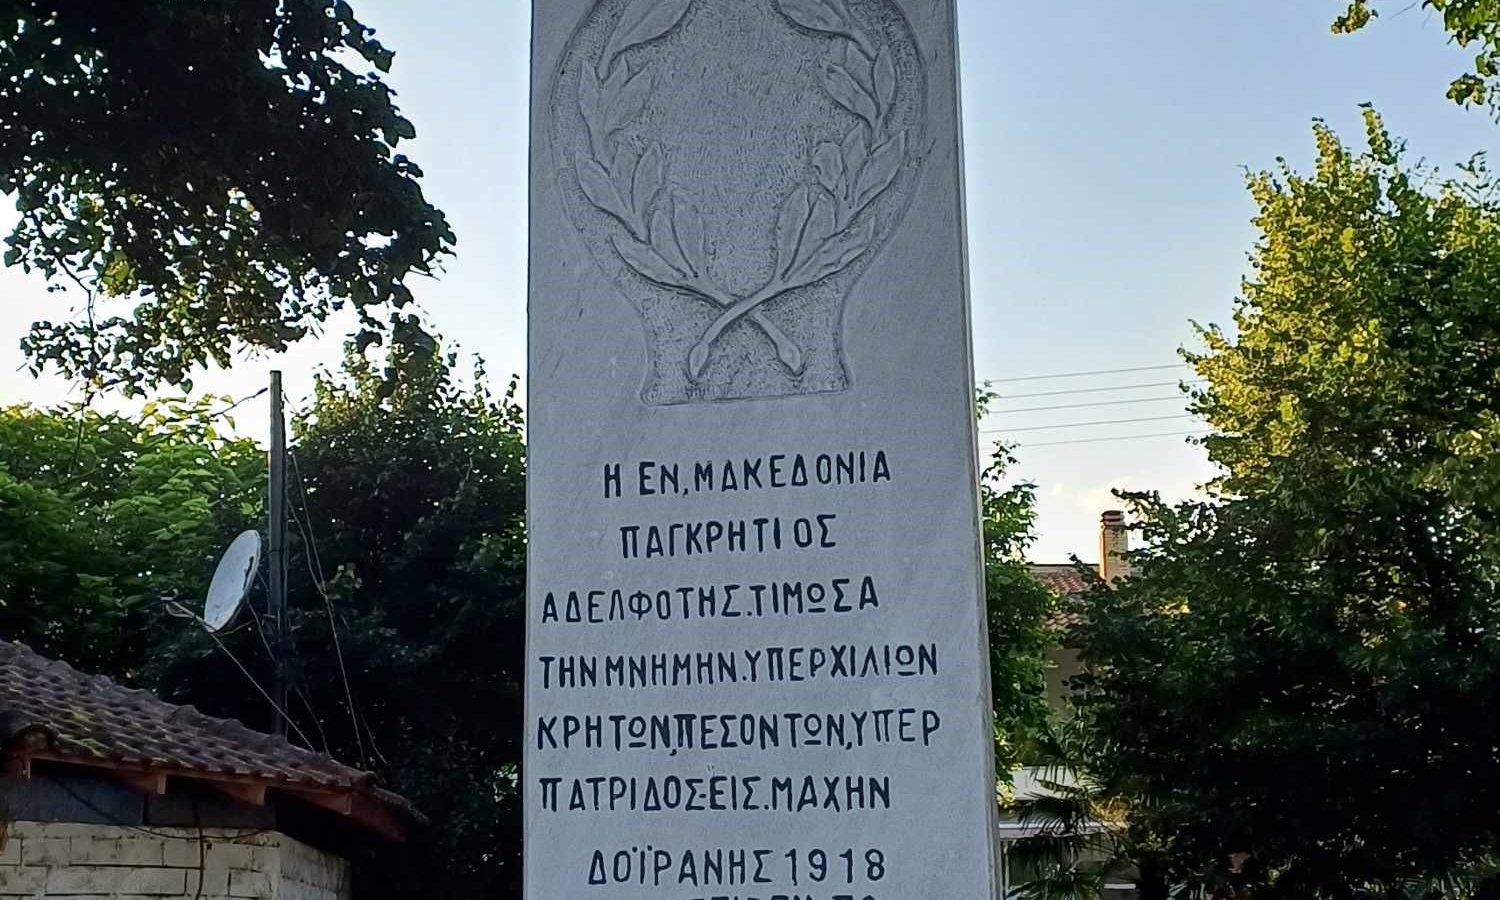 Η ΕΝ,ΜΑΚΕΔΟΝΙΑ
ΠΑΓΚΡΗΤΙΟΣ
ΑΔΕΛΦΟΤΗΣ.ΤΙΜΩΣΑ
ΤΗΝ ΜΝΗΜΗΝ.ΥΠΕΡΧΙΛΙΩΝ
ΚΡΗΤΩΝ,ΠΕΣΟΝΤΩΝ,ΥΠΕΡ
ΠΑΤΡΙΔΟΣ-ΕΙΣ.ΜΑΧΗΝ
ΔΟΪΡΑΝΗΣ 1918